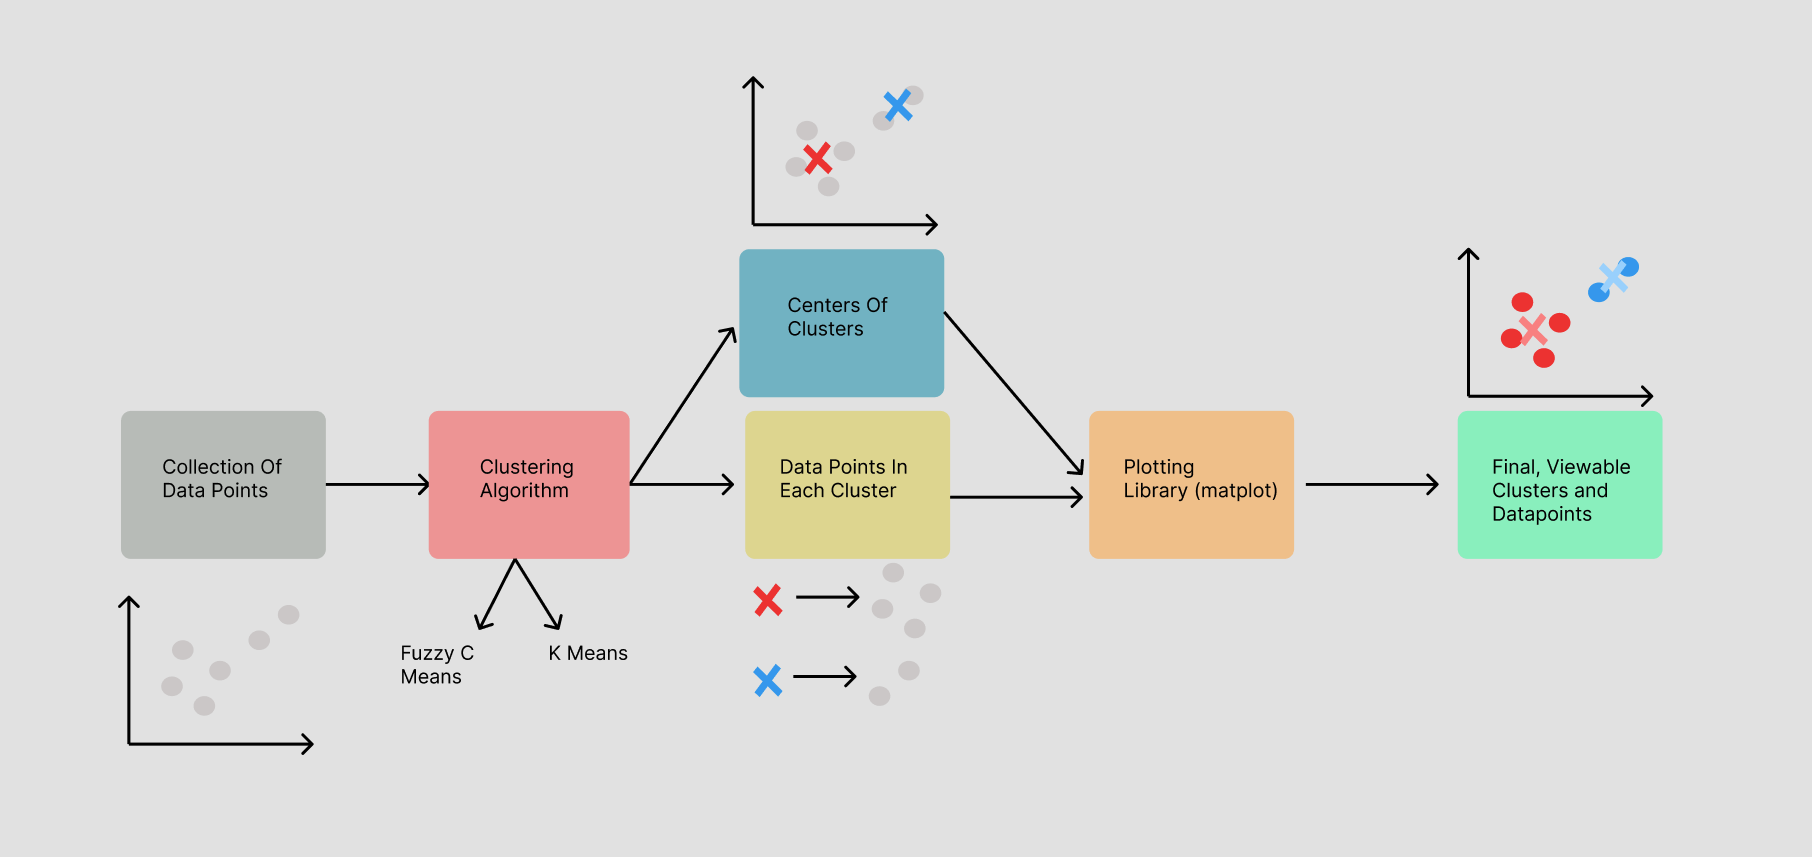 Centers Of
Clusters
Collection Of
Data Points
Clustering
Algorithm
Data Points In
Each Cluster
Plotting
Library (matplot)
Final, Viewable
Clusters and
Datapoints
Fuzzy C
Means
K Means